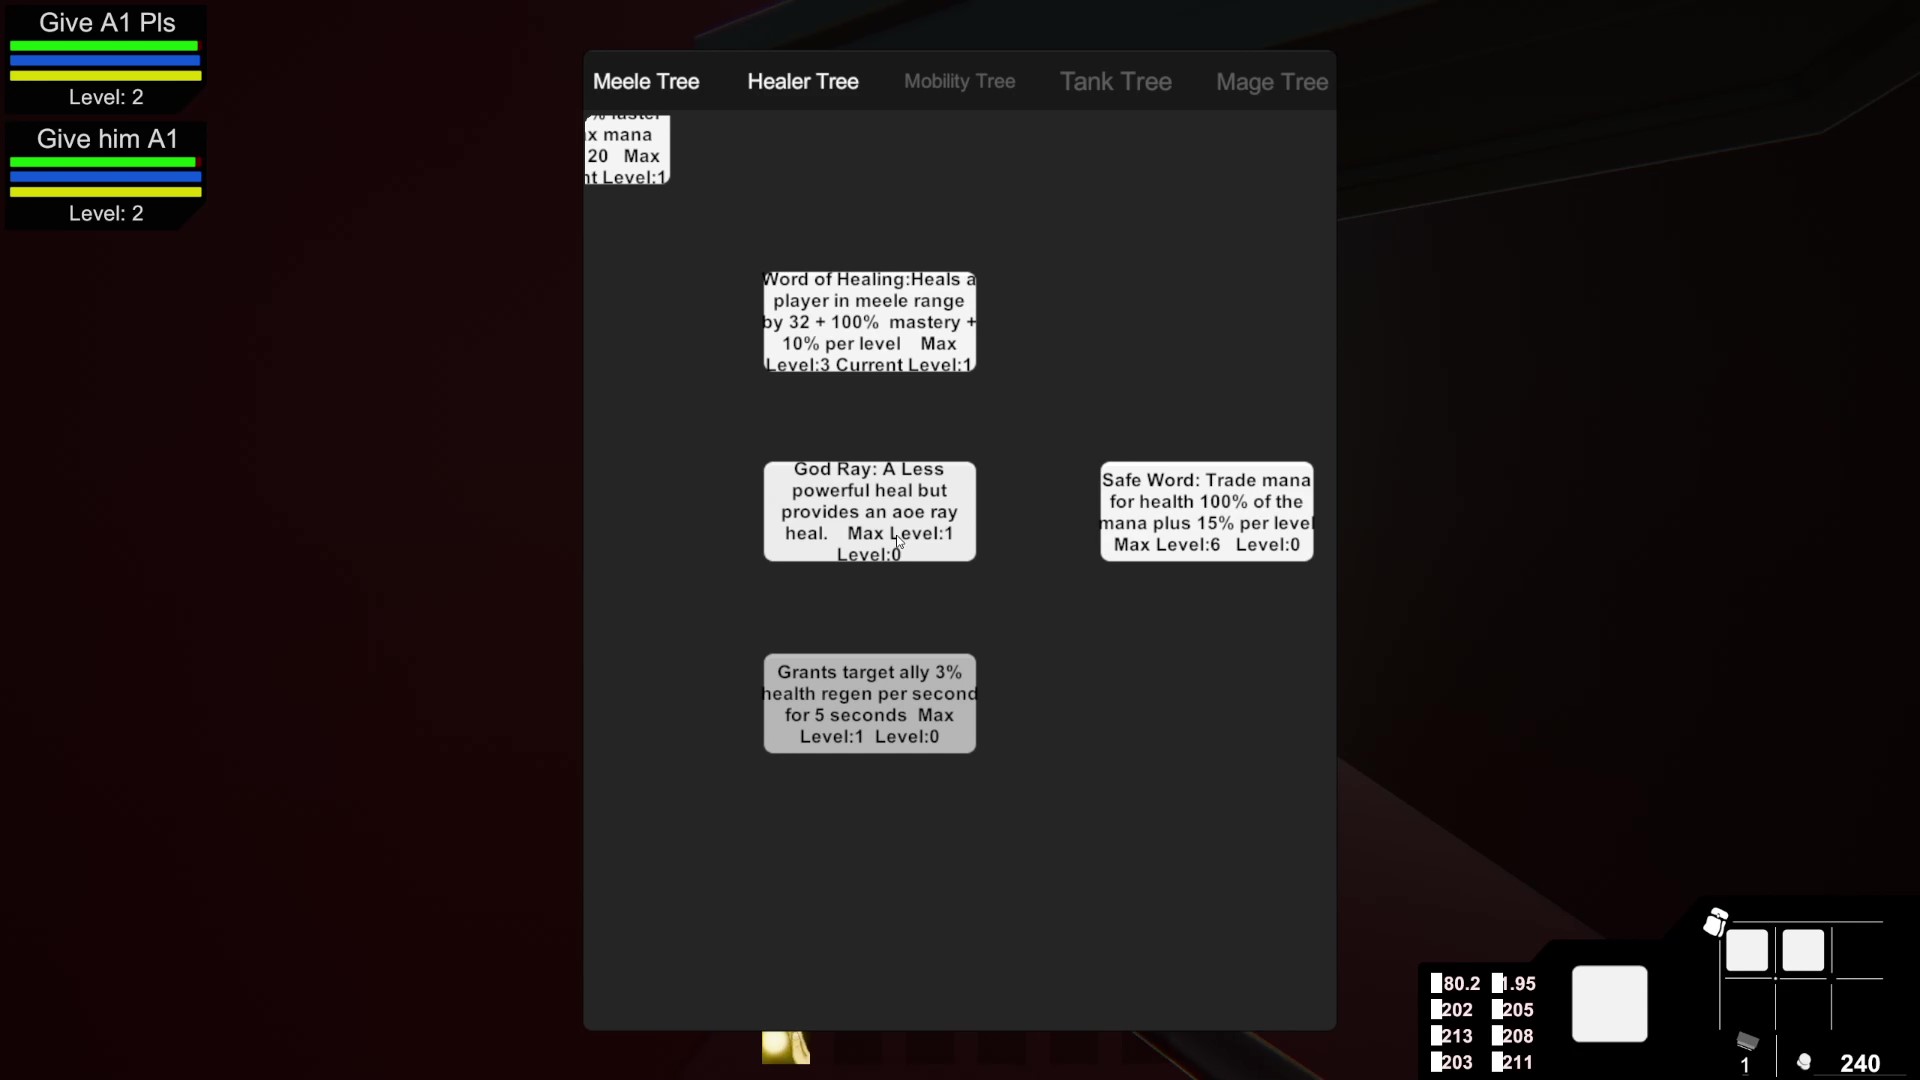 Give A1 Pls
Level: 2
Give him A1
Level: 2
Meele Tree
Healer Tree
Mobility Tree
Tank Tree
Mage Tree
% faster
x mana
20 Max
nt Level:1
Word of Healing:Heals a
player in meele range
by 32 + 100% mastery +
10% per level Max
Level:3 Current Level:1
God Ray: A Less
powerful heal but
provides an aoe ray
heal. Max Level:1
Level:0
Safe Word: Trade mana
for health 100% of the
mana plus 15% per level
Max Level:6 Level:0
Grants target ally 3%
health regen per second
for 5 seconds Max
Level:1 Level:0
80.2 1.95
202 205
213 208
203 211
1
240